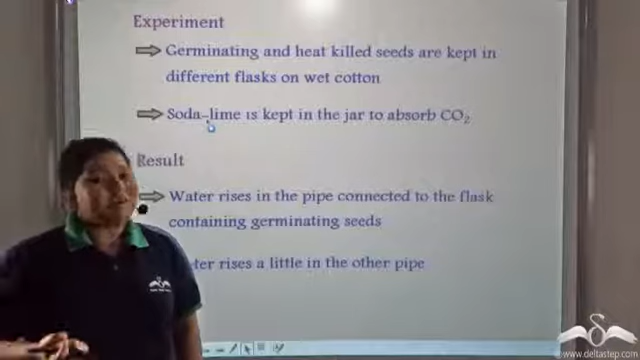 Experiment
Germinating and heat killed seeds are kept in
different flasks on wet cotton
Soda-lime is kept in the jar to absorb CO₂
Result
Water rises in the pipe connected to the flask
containing germinating seeds
rises a little in the other pipe
www.deltastep.com